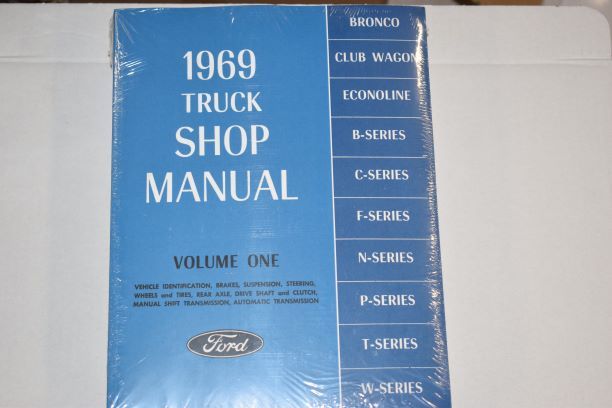 1969
TRUCK
SHOP
MANUAL
VOLUME ONE
VEHICLE IDENTIFICATION, BRAKES, SUSPENSION, STEERING,
WHEELS and TIRES, REAR AXLE, DRIVE SHAFT and CLUTCH,
MANUAL SHIFT TRANSMISSION, AUTOMATIC TRANSMISSION
Ford
BRONCO
CLUB WAGON
ECONOLINE
B-SERIES
C-SERIES
F-SERIES
N-SERIES
P-SERIES
T-SERIES
W-SERIES